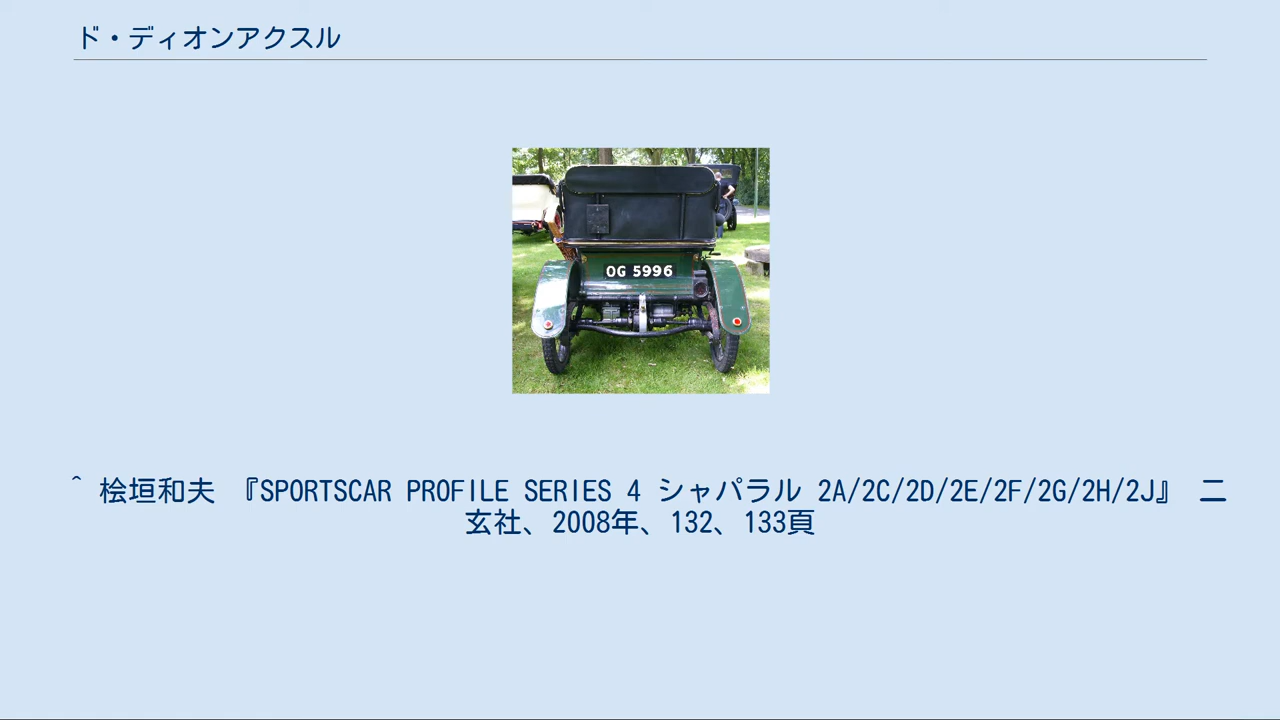 ド・ディオンアクスル
OG 5996
^ 桧垣和夫 『SPORTSCAR PROFILE SERIES 4 シャパラル 2A/2C/2D/2E/2F/2G/2H/2J』 二
玄社、2008年、132、133頁